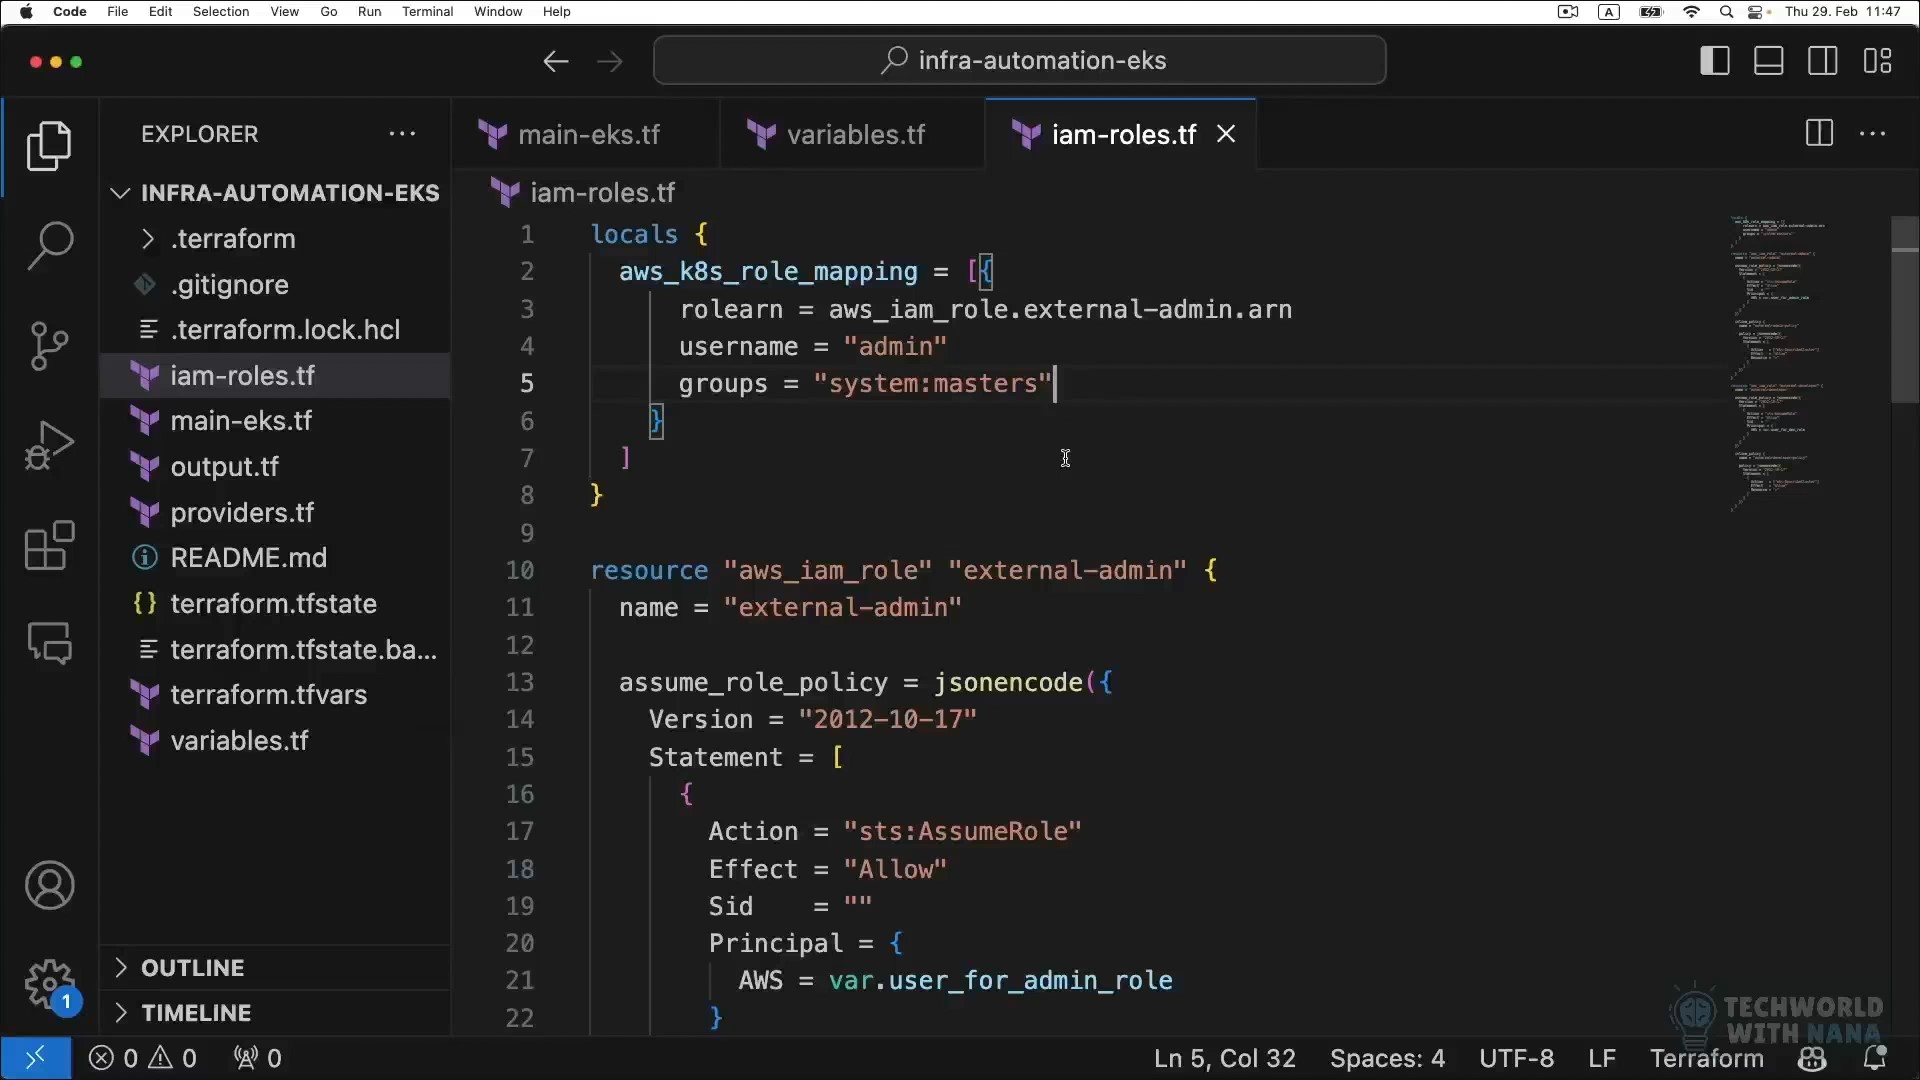 Code File Edit Selection View Go Run Terminal Window Help
A
Thu 29. Feb 11:47
infra-automation-eks
EXPLORER
INFRA-AUTOMATION-EKS
.terraform
.gitignore
.terraform.lock.hcl
iam-roles.tf
main-eks.tf
output.tf
providers.tf
README.md
{} terraform.tfstate
terraform.tfstate.ba...
terraform.tfvars
variables.tf
OUTLINE
TIMELINE
1
main-eks.tf variables.tf iam-roles.tf
iam-roles.tf
1 locals {
2 aws_k8s_role_mapping = [{
3 rolearn = aws_iam_role.external-admin.arn
4 username = "admin"
5 groups = "system:masters"
6 }
7 ]
8 }
9
10 resource "aws_iam_role" "external-admin" {
11 name = "external-admin"
12
13 assume_role_policy = jsonencode({
14 Version = "2012-10-17"
15 Statement = [
16 {
17 Action = "sts:AssumeRole"
18 Effect = "Allow"
19 Sid = ""
20 Principal = {
21 AWS = var.user_for_admin_role
22 }
TECHWORLD
WITH NANA
0 0 0 Ln 5, Col 32 Spaces: 4 UTF-8 LF Terraform